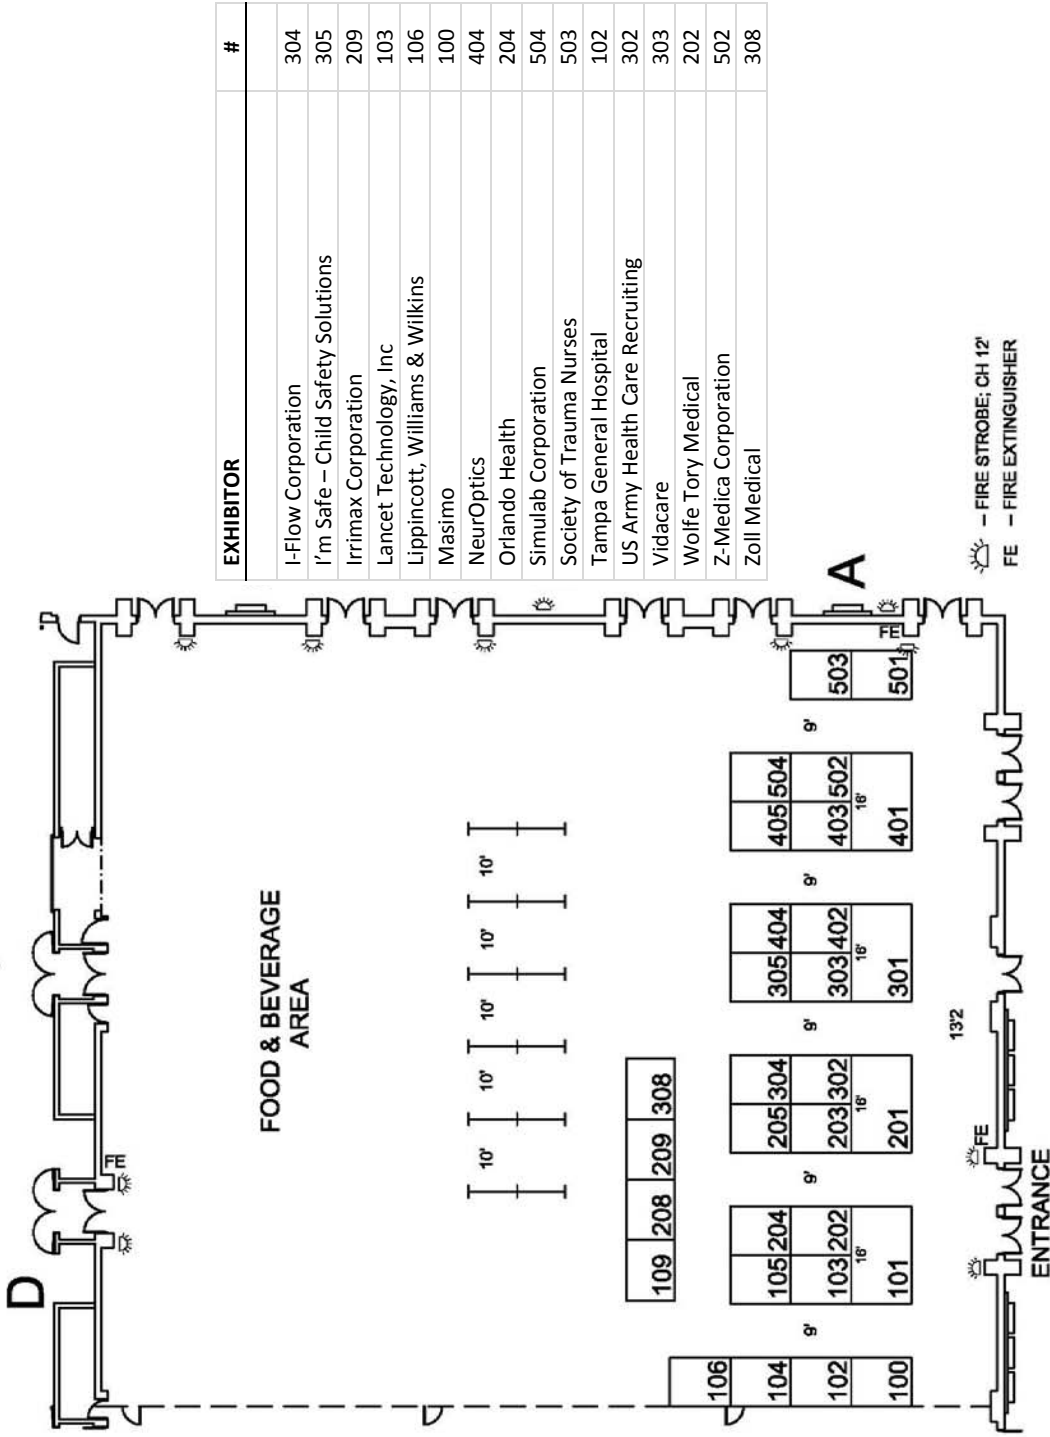 EXHIBITOR #
I-Flow Corporation 304
I’m Safe – Child Safety Solutions 305
Irrimax Corporation 209
Lancet Technology, Inc 103
Lippincott, Williams & Wilkins 106
Masimo 100
NeurOptics 404
Orlando Health 204
Simulab Corporation 504
Society of Trauma Nurses 503
Tampa General Hospital 102
US Army Health Care Recruiting 302
Vidacare 303
Wolfe Tory Medical 202
Z-Medica Corporation 502
Zoll Medical 308
D
FE
FOOD & BEVERAGE
AREA
10' 10' 10' 10' 10'
109 208 209 308
106
104 105 204 205 304 305 404 405 504
9' 9' 9' 9' 9'
102 103 202 203 302 303 402 403 502 503
16' 16' 16' 16'
100 101 201 301 401 501
FE
A
13'2
FE
ENTRANCE
– FIRE STROBE; CH 12'
FE – FIRE EXTINGUISHER